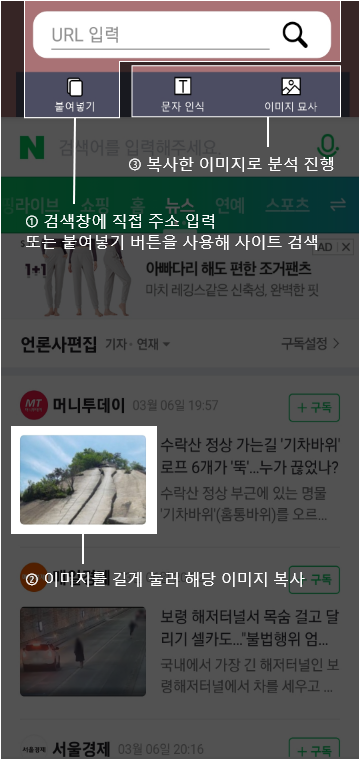 URL 입력
붙여넣기
문자 인식
이미지 묘사
N 검색어를 입력해주세요.
③ 복사한 이미지로 분석 진행
라이브 쇼핑 홈 뉴스 연예 스포츠
① 검색창에 직접 주소 입력
또는 붙여넣기 버튼을 사용해 사이트 검색
AD
1+1
아빠다리 해도 편한 조거팬츠
마치 레깅스같은 신축성, 완벽한 핏
언론사편집 기자·연재
구독설정
MT
머니투데이 03월 06일 19:57
+ 구독
수락산 정상 가는길 '기차바위'
로프 6개가 '뚝'...누가 끊었나?
수락산 정상 부근에 있는 명물
'기차바위'(홈통바위)를 오르...
② 이미지를 길게 눌러 해당 이미지 복사
+ 구독
보령 해저터널서 목숨 걸고 달
리기 셀카도..."불법행위 엄...
국내에서 가장 긴 해저터널인 보
령해저터널에서 차를 세우고 ...
서울경제
서울경제 03월 06일 20:16
+ 구독